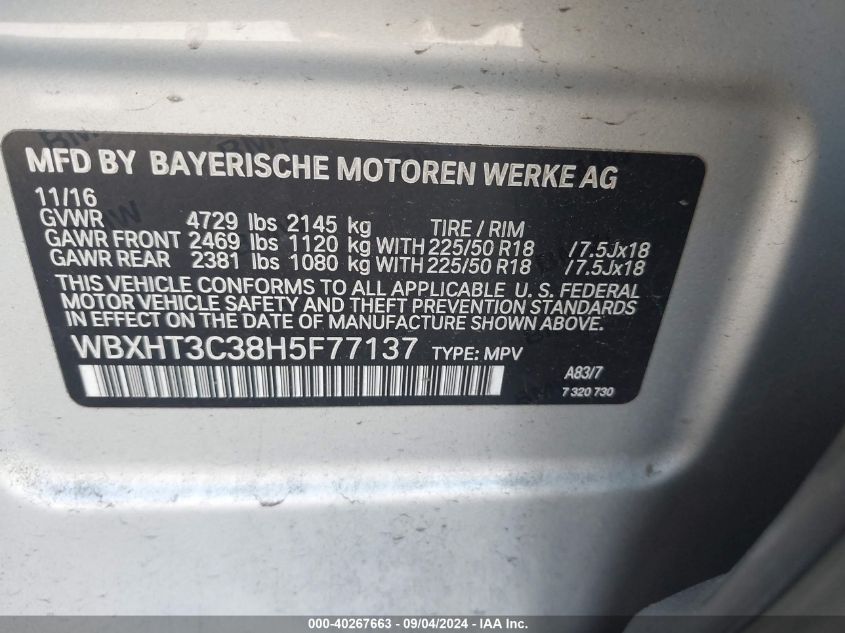 MFD BY BAYERISCHE MOTOREN WERKE AG
11/16
GVWR 4729 lbs 2145 kg TIRE / RIM
GAWR FRONT 2469 lbs 1120 kg WITH 225/50 R18 /7.5Jx18
GAWR REAR 2381 lbs 1080 kg WITH 225/50 R18 /7.5Jx18
THIS VEHICLE CONFORMS TO ALL APPLICABLE U. S. FEDERAL
MOTOR VEHICLE SAFETY AND THEFT PREVENTION STANDARDS
IN EFFECT ON THE DATE OF MANUFACTURE SHOWN ABOVE.
WBXHT3C38H5F77137 TYPE: MPV
A83/7
7 320 730
000-40267663 - 09/04/2024 - IAA Inc.